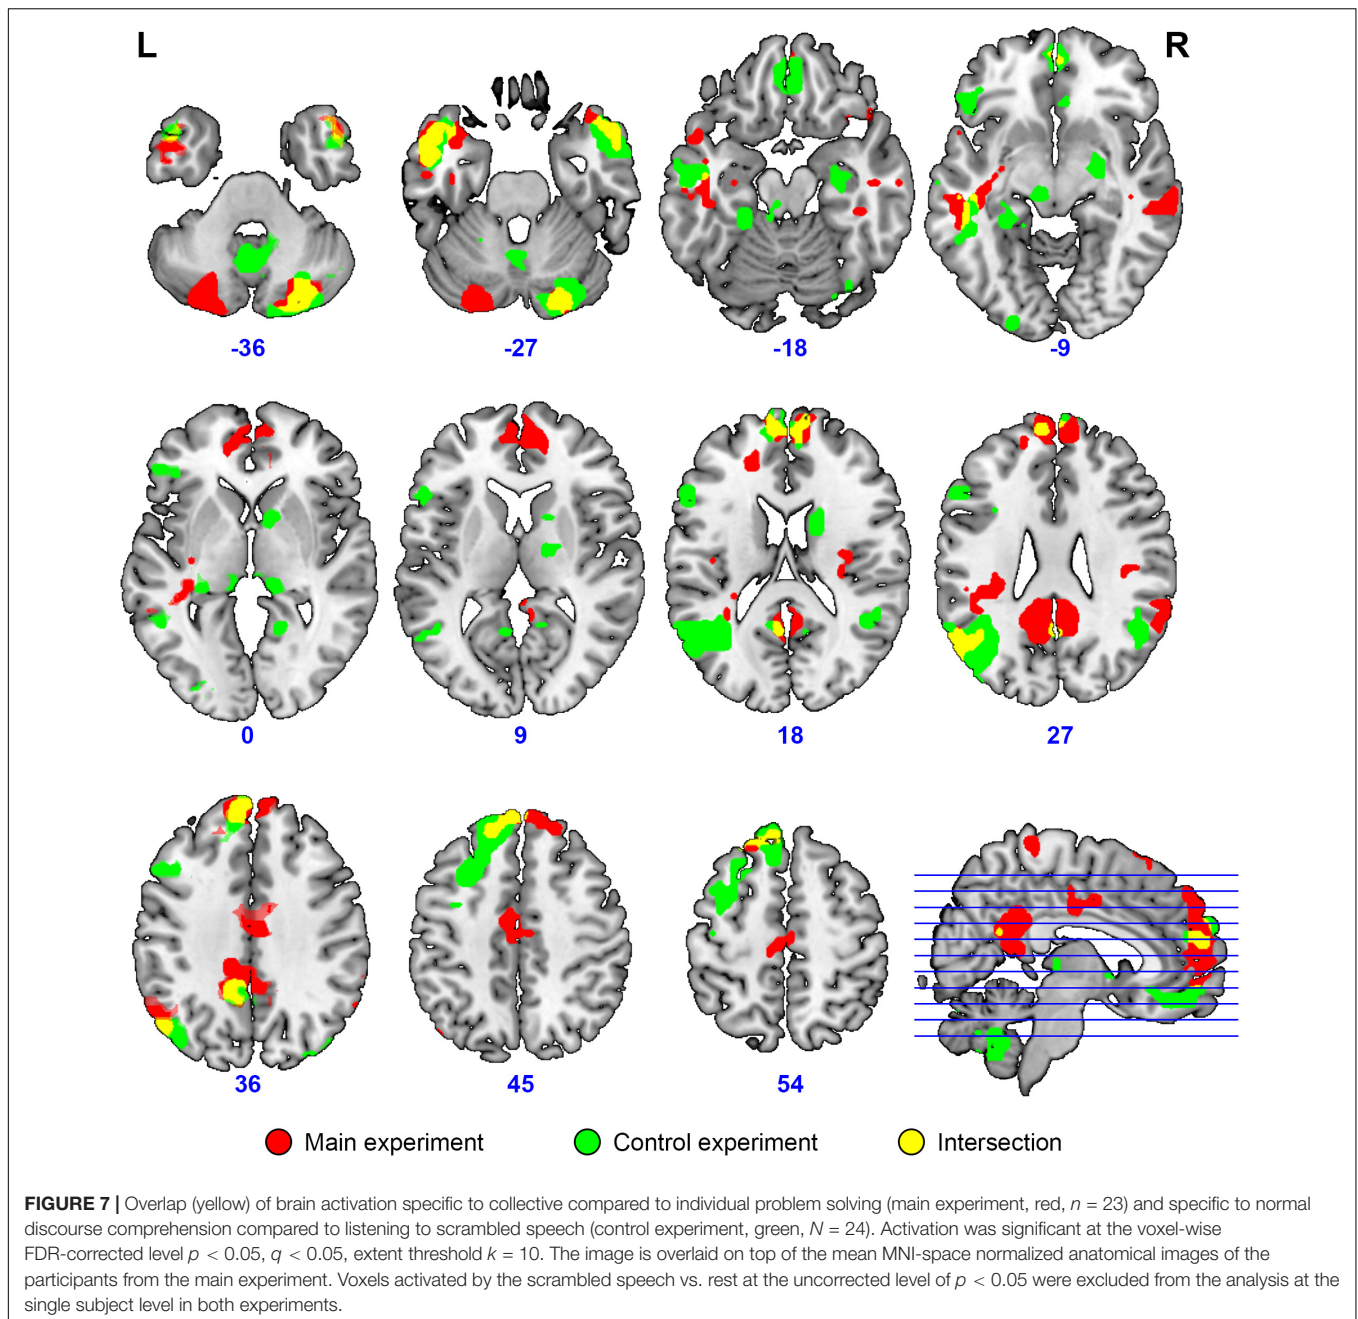 L R
-36 -27 -18 -9
0 9 18 27
36 45 54
Main experiment Control experiment Intersection
FIGURE 7 | Overlap (yellow) of brain activation specific to collective compared to individual problem solving (main experiment, red, n = 23) and specific to normal
discourse comprehension compared to listening to scrambled speech (control experiment, green, N = 24). Activation was significant at the voxel-wise
FDR-corrected level p < 0.05, q < 0.05, extent threshold k = 10. The image is overlaid on top of the mean MNI-space normalized anatomical images of the
participants from the main experiment. Voxels activated by the scrambled speech vs. rest at the uncorrected level of p < 0.05 were excluded from the analysis at the
single subject level in both experiments.